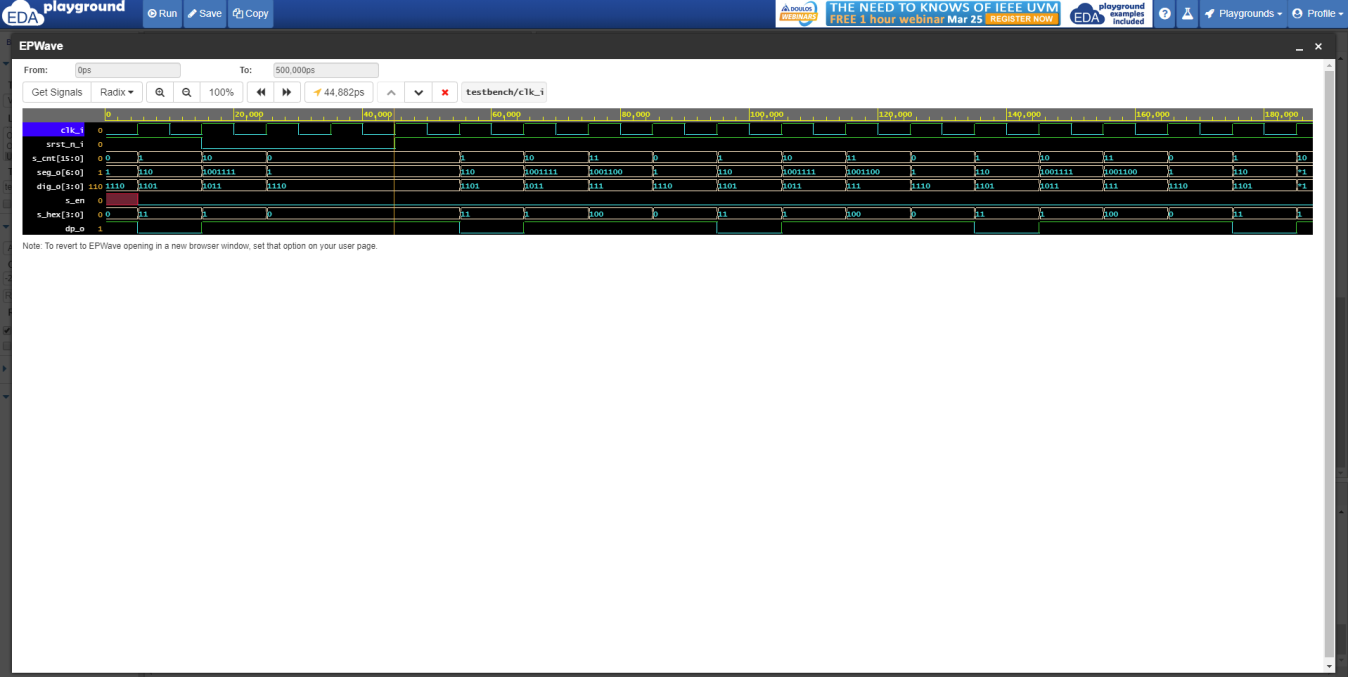 EDA playground
Run Save Copy
DOULOS WEBINARS
THE NEED TO KNOWS OF IEEE UVM
FREE 1 hour webinar Mar 25 REGISTER NOW
EDA playground examples included
Playgrounds
Profile
EPWave
From: 0ps To: 500,000ps
Get Signals Radix 100% 44,882ps testbench/clk_i
0 20,000 40,000 60,000 80,000 100,000 120,000 140,000 160,000 180,000
clk_i 0
srst_n_i 0
s_cnt[15:0] 0 0 1 10 0 1 10 11 0 1 10 11 0 1 10 11 0 1 10
seg_o[6:0] 1 1 110 1001111 1 110 1001111 1001100 1 110 1001111 1001100 1 110 1001111 1001100 1 110 *1
dig_o[3:0] 110 1110 1101 1011 1110 1101 1011 111 1110 1101 1011 111 1110 1101 1011 111 1110 1101 *1
s_en 0
s_hex[3:0] 0 0 11 1 0 11 1 100 0 11 1 100 0 11 1 100 0 11 1
dp_o 1
Note: To revert to EPWave opening in a new browser window, set that option on your user page.